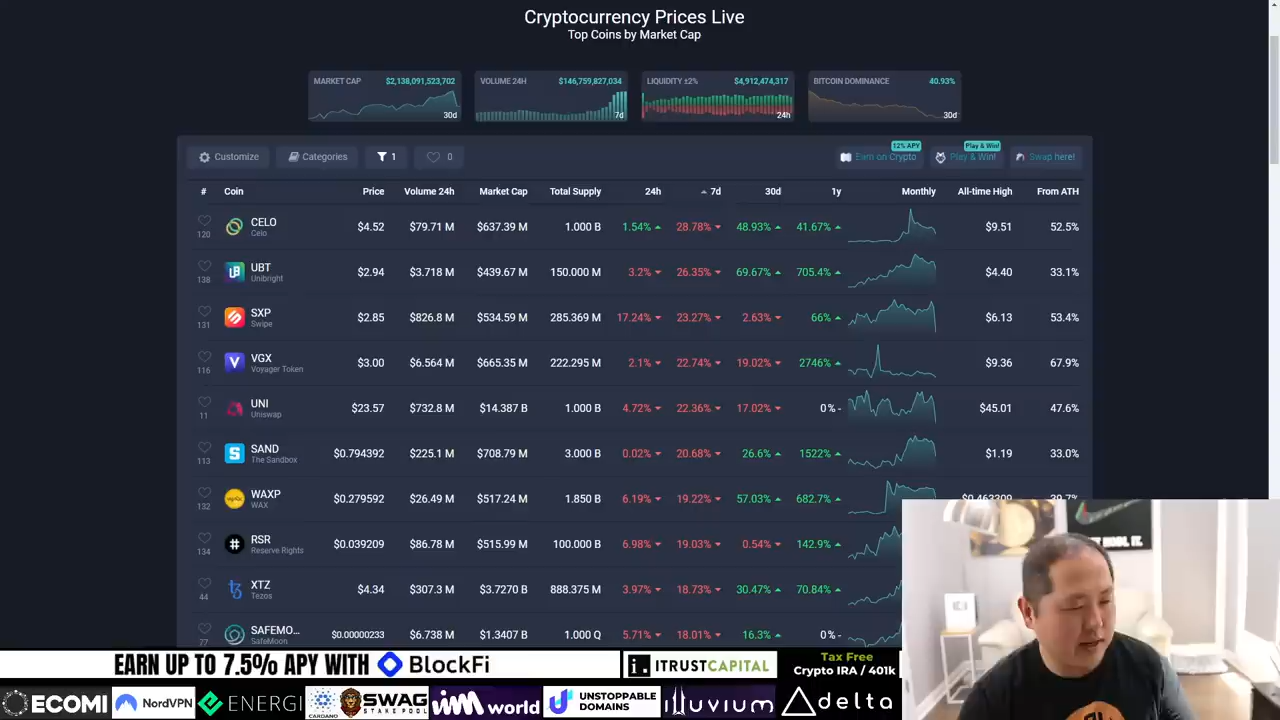 Cryptocurrency Prices Live
Top Coins by Market Cap
MARKET CAP $2,138,091,523,702 30d
VOLUME 24H $146,759,827,034 7d
LIQUIDITY ±2% $4,912,474,317 24h
BITCOIN DOMINANCE 40.93% 30d
Customize Categories 1 0 Earn on Crypto 12% APY Play & Win! Play & Win! Swap here!
# Coin Price Volume 24h Market Cap Total Supply 24h 7d 30d 1y Monthly All-time High From ATH
120 CELO $4.52 $79.71 M $637.39 M 1.000 B 1.54% 28.78% 48.93% 41.67% $9.51 52.5%
Celo
138 UBT $2.94 $3.718 M $439.67 M 150.000 M 3.2% 26.35% 69.67% 705.4% $4.40 33.1%
Unibright
131 SXP $2.85 $826.8 M $534.59 M 285.369 M 17.24% 23.27% 2.63% 66% $6.13 53.4%
Swipe
116 VGX $3.00 $6.564 M $665.35 M 222.295 M 2.1% 22.74% 19.02% 2746% $9.36 67.9%
Voyager Token
11 UNI $23.57 $732.8 M $14.387 B 1.000 B 4.72% 22.36% 17.02% 0 % - $45.01 47.6%
Uniswap
113 SAND $0.794392 $225.1 M $708.79 M 3.000 B 0.02% 20.68% 26.6% 1522% $1.19 33.0%
The Sandbox
132 WAXP $0.279592 $26.49 M $517.24 M 1.850 B 6.19% 19.22% 57.03% 682.7%
WAX
134 RSR $0.039209 $86.78 M $515.99 M 100.000 B 6.98% 19.03% 0.54% 142.9%
Reserve Rights
44 XTZ $4.34 $307.3 M $3.7270 B 888.375 M 3.97% 18.73% 30.47% 70.84%
Tezos
77 SAFEMO... $0.00000233 $6.738 M $1.3407 B 1.000 Q 5.71% 18.01% 16.3% 0 % -
SafeMoon
EARN UP TO 7.5% APY WITH BlockFi
i. ITRUSTCAPITAL
Tax Free
Crypto IRA / 401k
ECOMI NordVPN ENERGI CARDANO SWAG STAKE POOL world UNSTOPPABLE DOMAINS illuvium delta